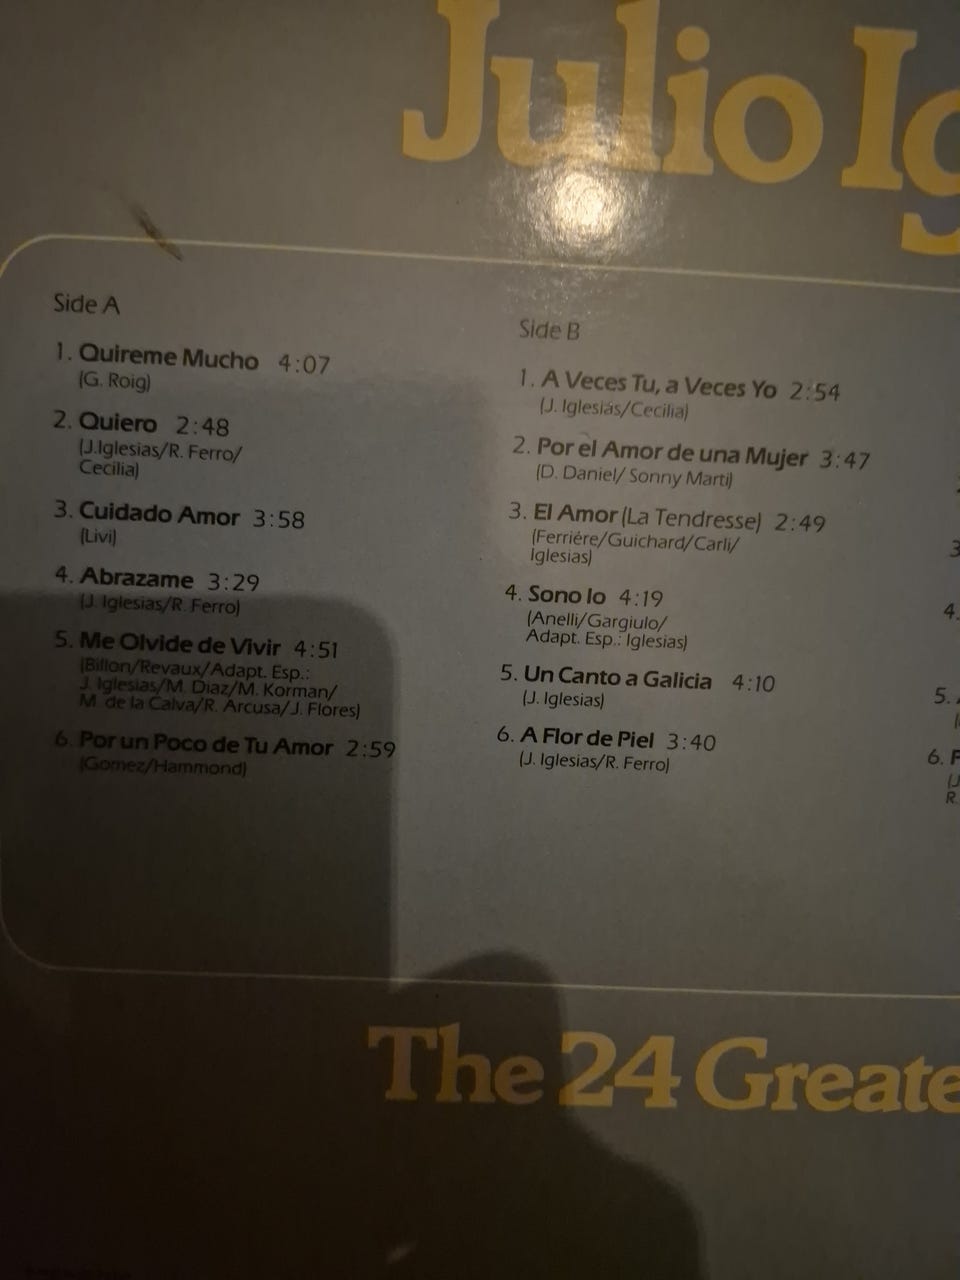 Julio Ig
Side A
1. Quireme Mucho 4:07
(G. Roig)
2. Quiero 2:48
(J.Iglesias/R. Ferro/
Cecilia)
3. Cuidado Amor 3:58
(Livi)
4. Abrazame 3:29
(J. Iglesias/R. Ferro)
5. Me Olvide de Vivir 4:51
(Billon/Revaux/Adapt. Esp.:
J. Iglesias/M. Diaz/M. Korman/
M. de la Calva/R. Arcusa/J. Flores)
6. Por un Poco de Tu Amor 2:59
(Gomez/Hammond)
Side B
1. A Veces Tu, a Veces Yo 2:54
(J. Iglesias/Cecilia)
2. Por el Amor de una Mujer 3:47
(D. Daniel/ Sonny Marti)
3. El Amor (La Tendresse) 2:49
(Ferriére/Guichard/Carli/
Iglesias)
4. Sono Io 4:19
(Anelli/Gargiulo/
Adapt. Esp.: Iglesias)
5. Un Canto a Galicia 4:10
(J. Iglesias)
6. A Flor de Piel 3:40
(J. Iglesias/R. Ferro)
3
4.
5.
6. F
(J
R.
The 24 Greate